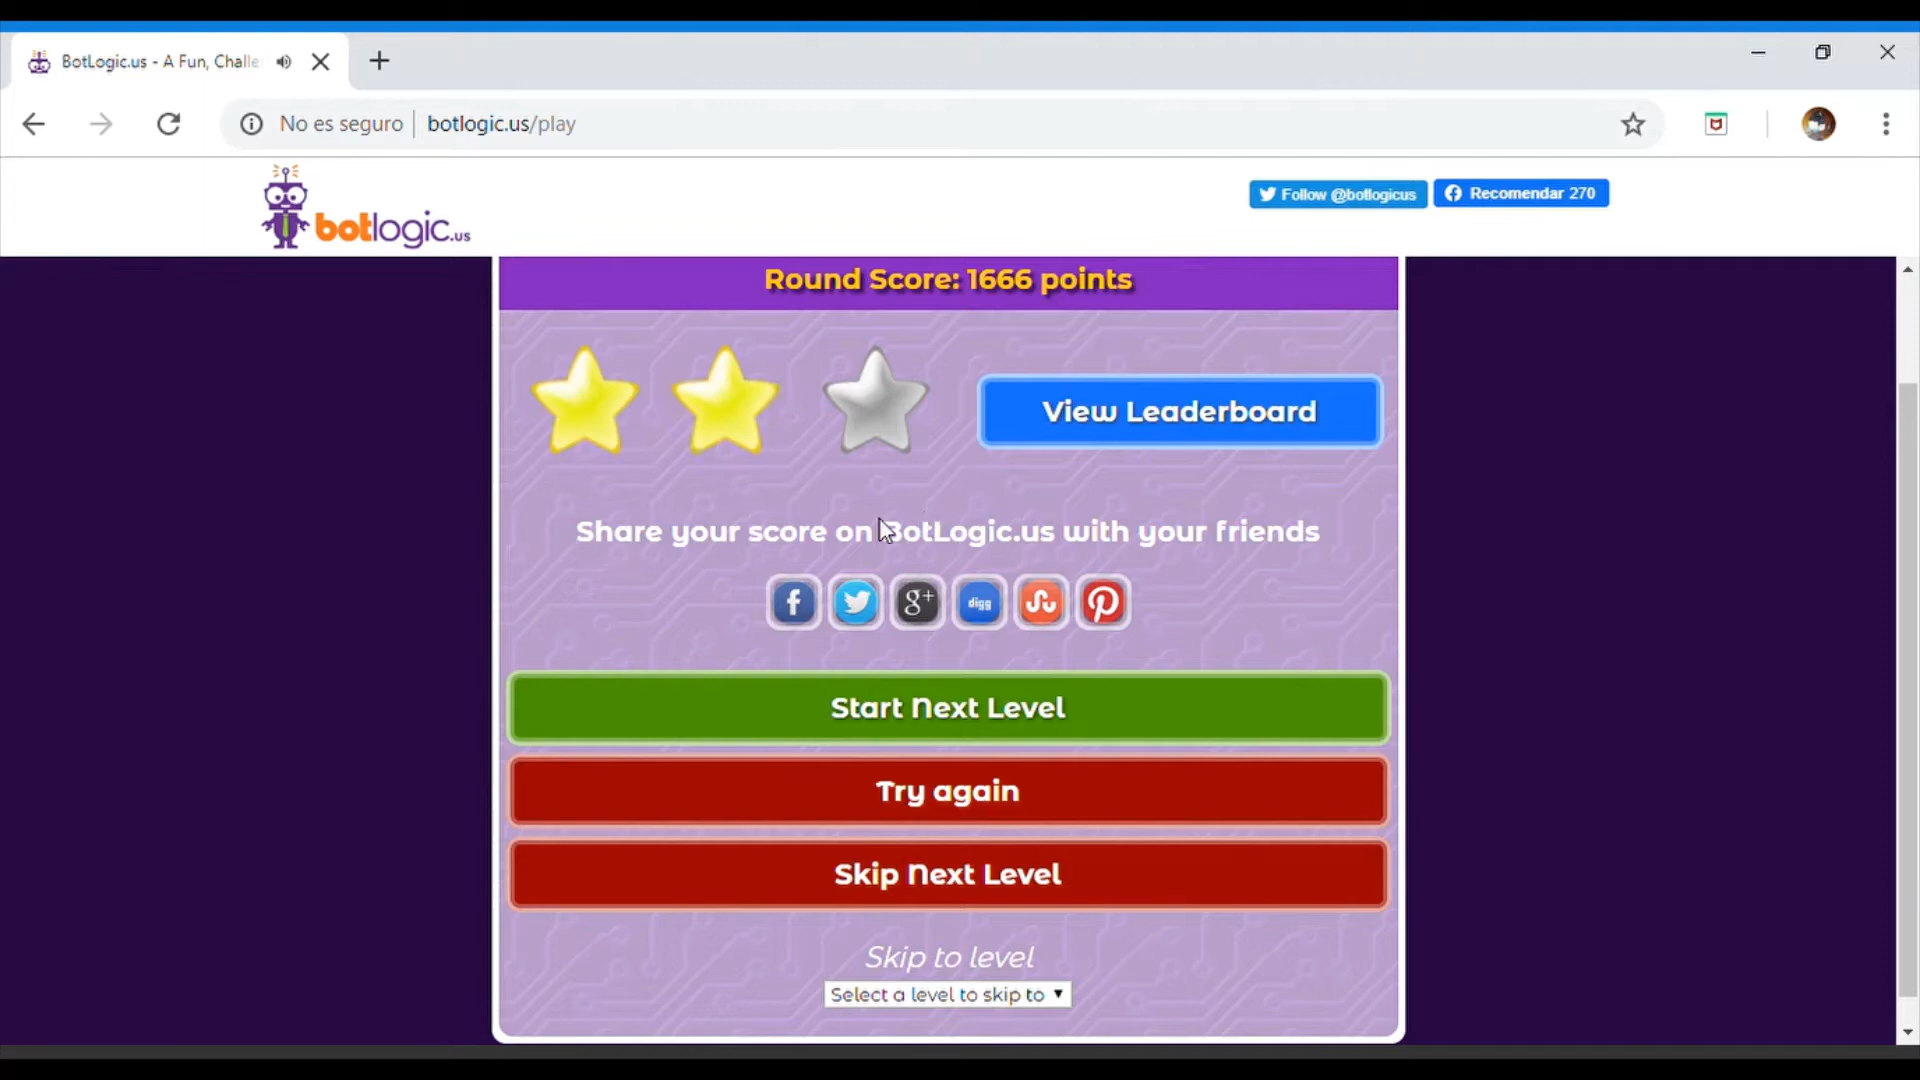 BotLogic.us - A Fun, Challe
No es seguro botlogic.us/play
botlogic.us
Follow @botlogicus
Recomendar 270
Round Score: 1666 points
View Leaderboard
Share your score on BotLogic.us with your friends
f g+ digg
Start Next Level
Try again
Skip Next Level
Skip to level
Select a level to skip to